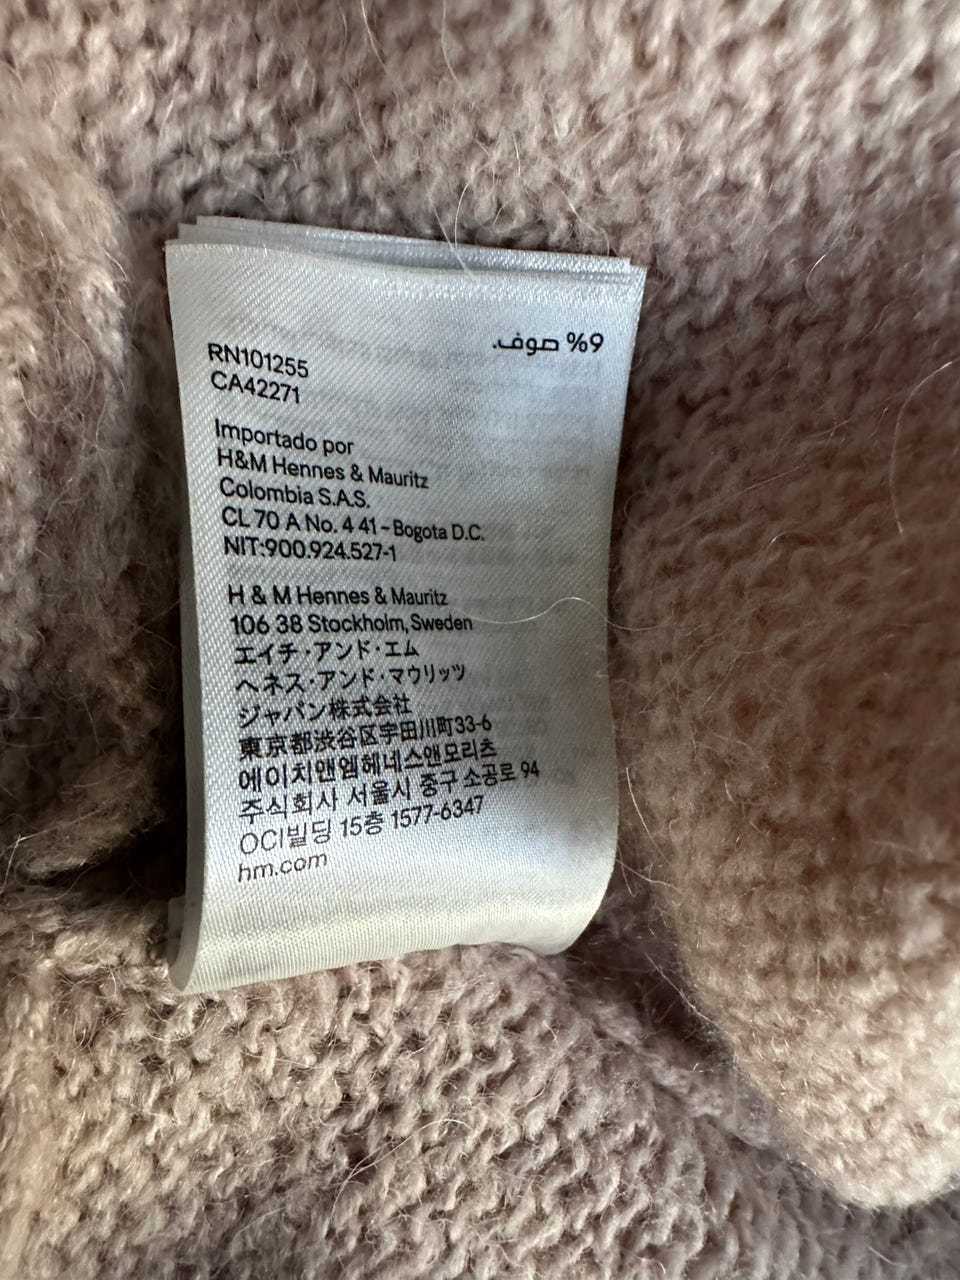 9% صوف.
RN101255
CA42271
Importado por
H&M Hennes & Mauritz
Colombia S.A.S.
CL 70 A No. 4 41 - Bogota D.C.
NIT:900.924.527-1
H & M Hennes & Mauritz
106 38 Stockholm, Sweden
エイチ・アンド・エム
ヘネス・アンド・マウリッツ
ジャパン株式会社
東京都渋谷区宇田川町33-6
에이치앤엠헤네스앤모리츠
주식회사 서울시 중구 소공로 94
OCI빌딩 15층 1577-6347
hm.com